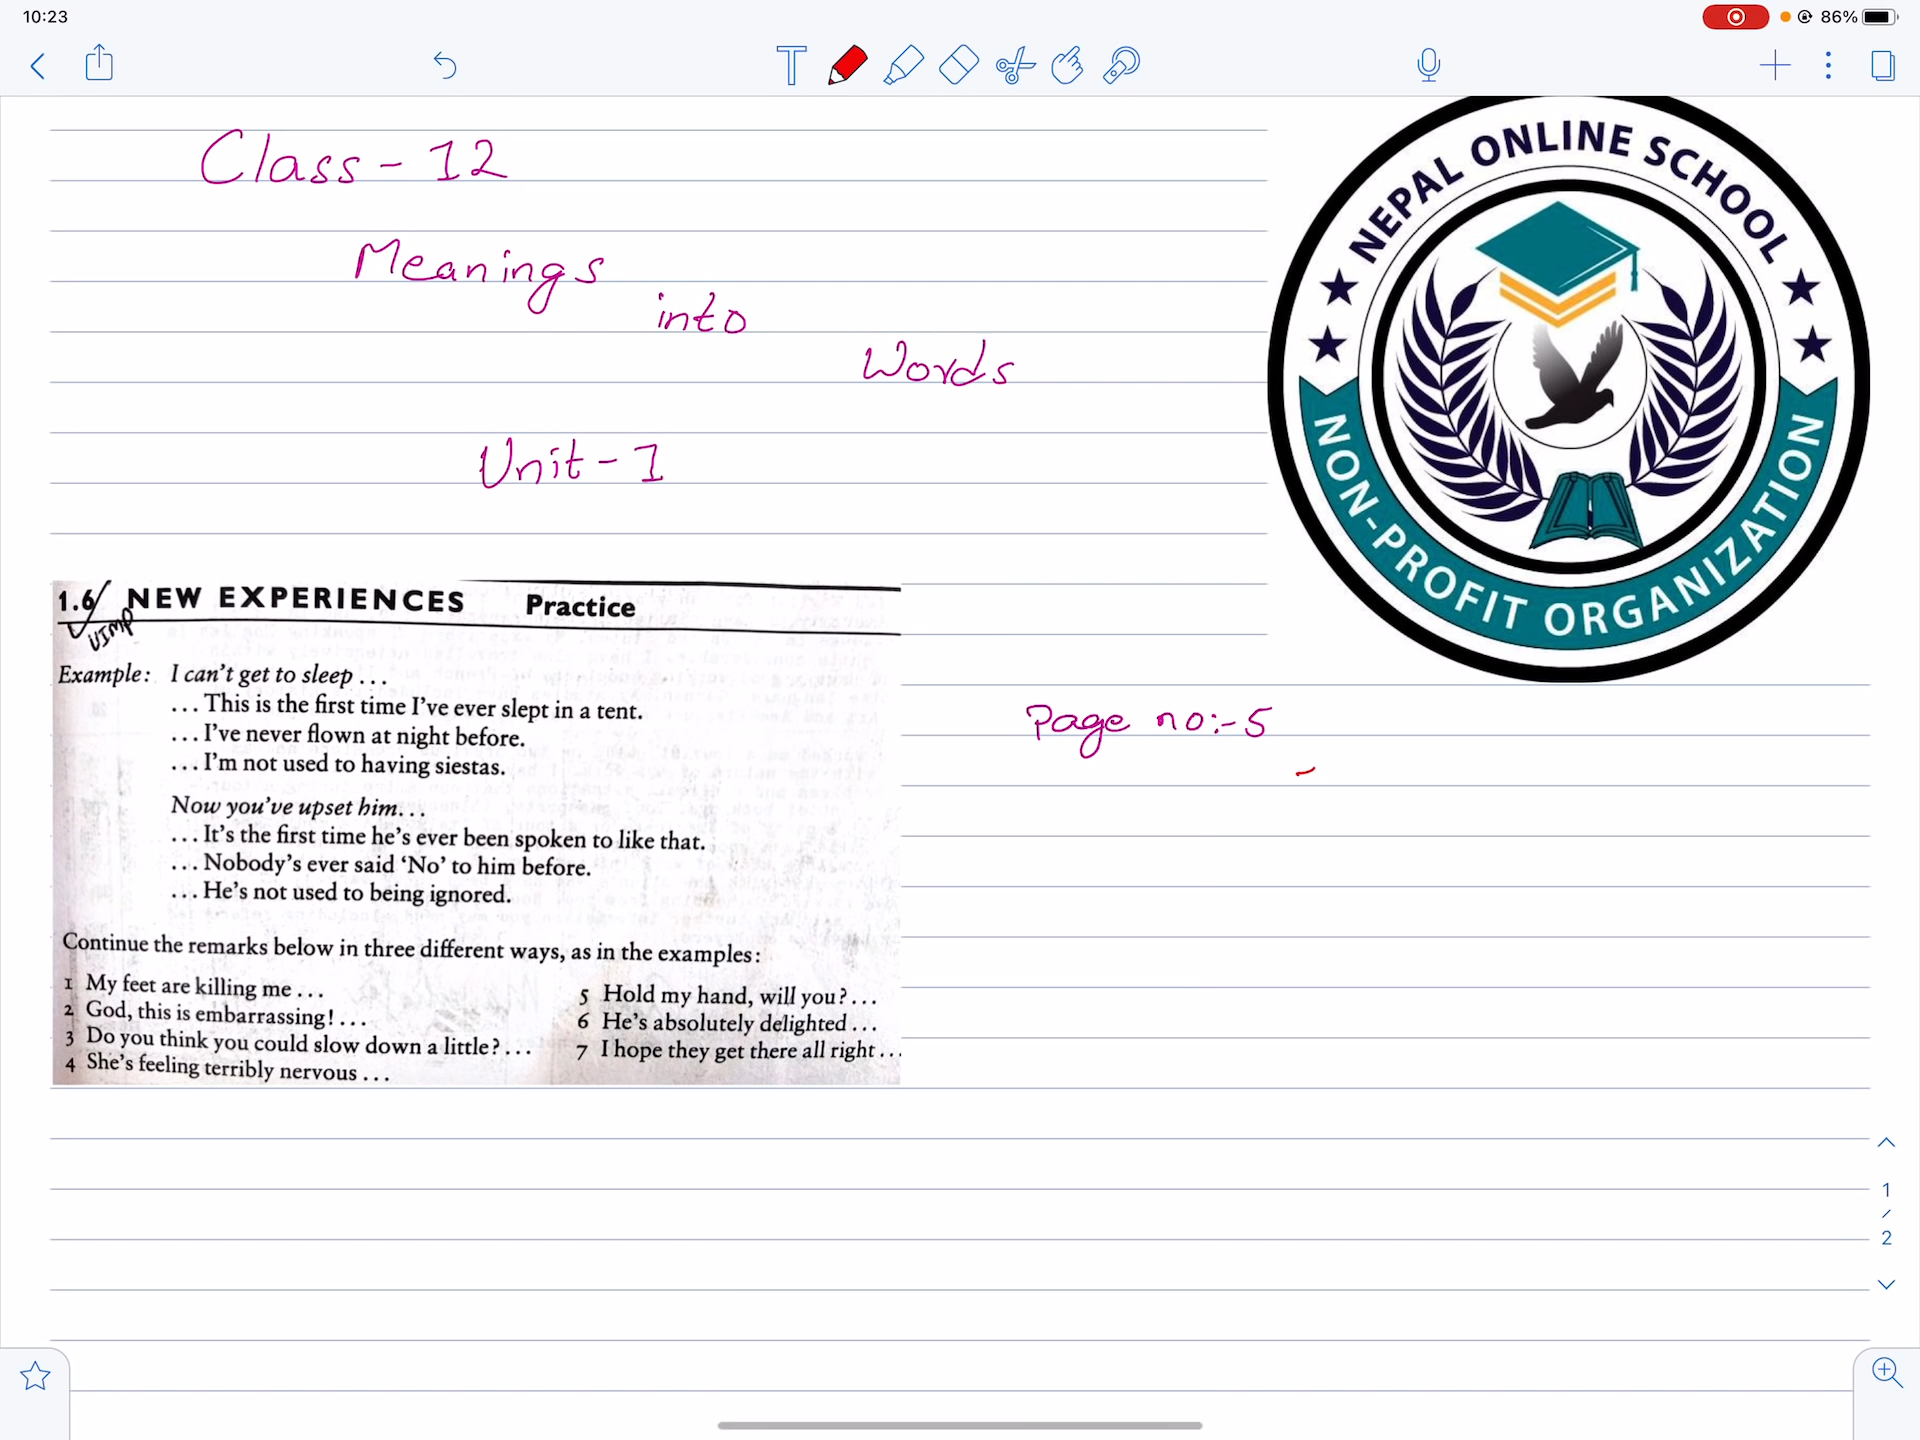 10:23
86%
Class - 12
Meanings
into
Words
Unit - 1
NEPAL ONLINE SCHOOL
NON-PROFIT ORGANIZATION
1.6 NEW EXPERIENCES Practice
VImp
Example: I can't get to sleep ...
... This is the first time I've ever slept in a tent.
... I've never flown at night before.
... I'm not used to having siestas.
Now you've upset him...
... It's the first time he's ever been spoken to like that.
... Nobody's ever said 'No' to him before.
... He's not used to being ignored.
Continue the remarks below in three different ways, as in the examples:
1 My feet are killing me ...
2 God, this is embarrassing! ...
3 Do you think you could slow down a little? ...
4 She's feeling terribly nervous ...
5 Hold my hand, will you? ...
6 He's absolutely delighted ...
7 I hope they get there all right ...
Page no:- 5
1
/
2